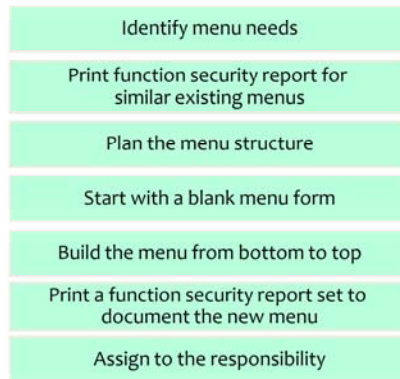 Identify menu needs
Print function security report for
similar existing menus
Plan the menu structure
Start with a blank menu form
Build the menu from bottom to top
Print a function security report set to
document the new menu
Assign to the responsibility